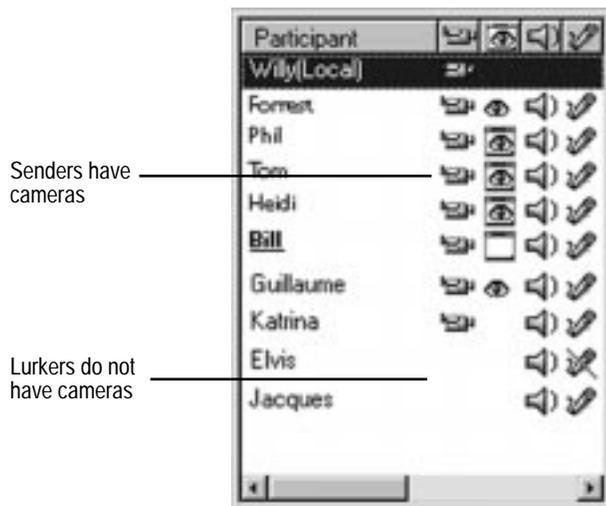 Participant
Willy(Local)
Forrest
Phil
Tom
Heidi
Bill
Guillaume
Katrina
Elvis
Jacques
Senders have
cameras
Lurkers do not
have cameras